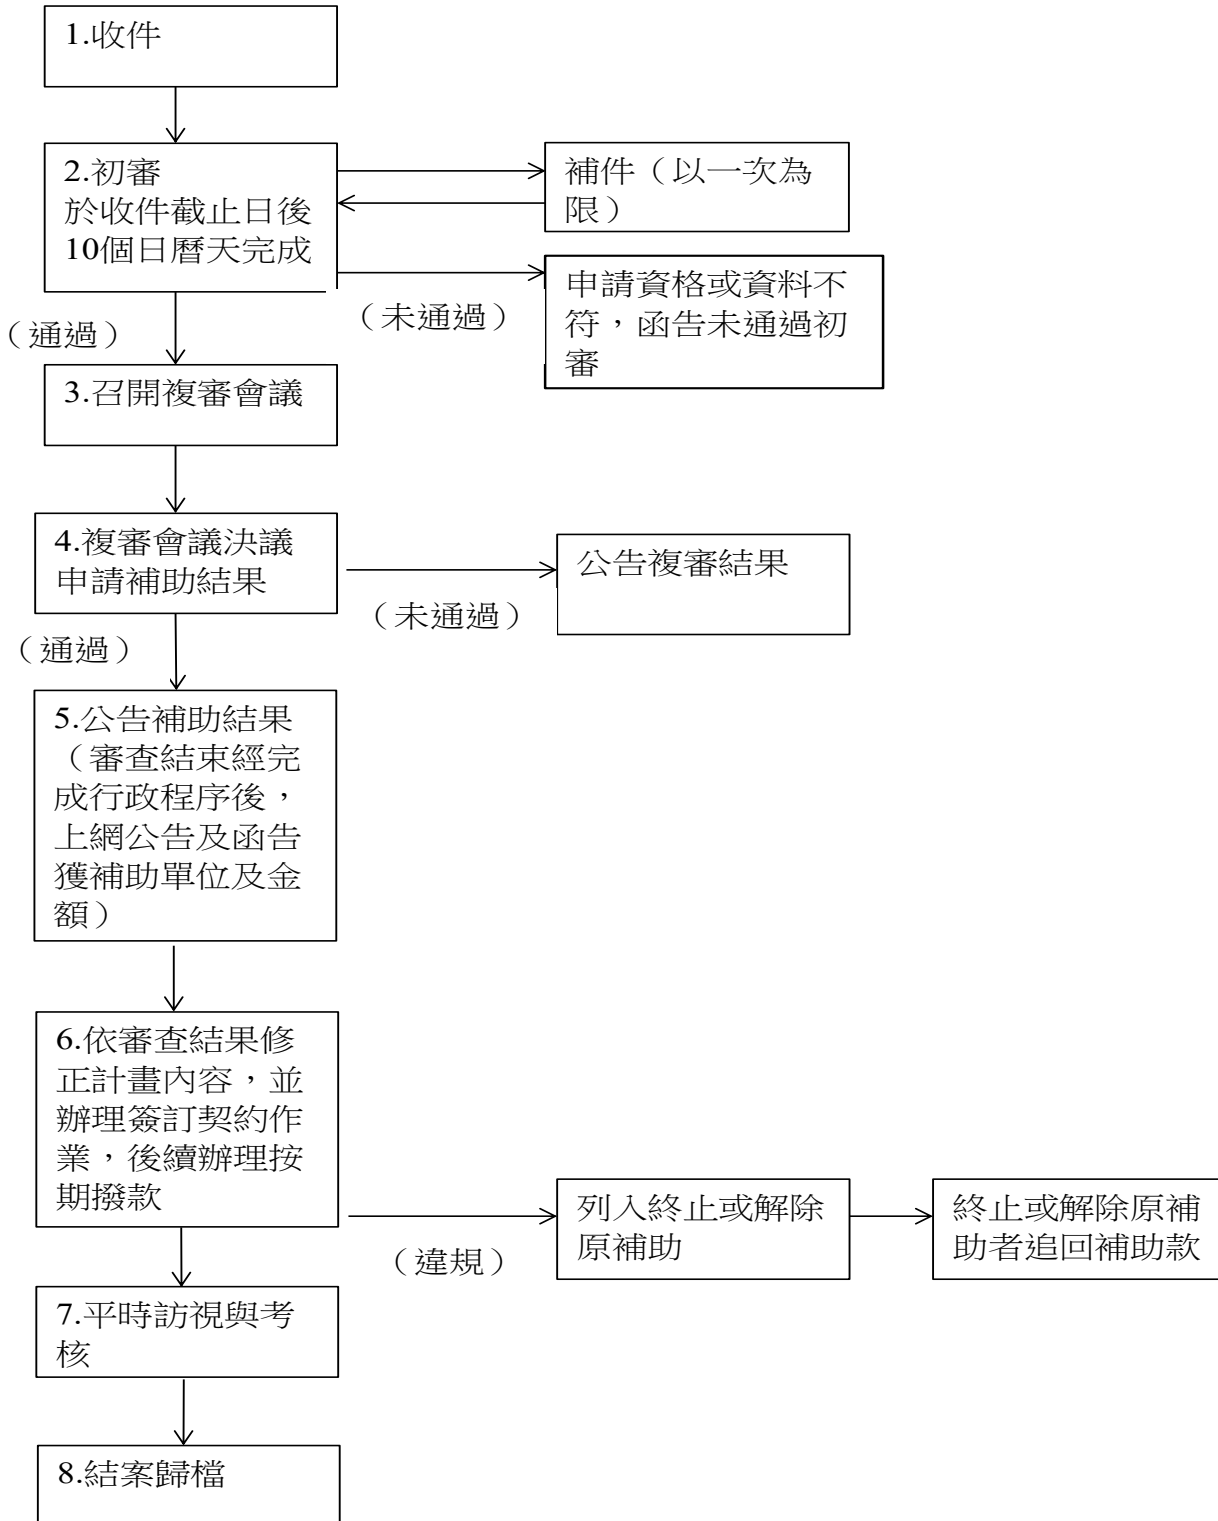 1.收件
2.初審
於收件截止日後
10個日曆天完成
補件（以一次為
限）
（未通過）
申請資格或資料不
符，函告未通過初
審
（通過）
3.召開複審會議
4.複審會議決議
申請補助結果
（未通過）
公告複審結果
（通過）
5.公告補助結果
（審查結束經完
成行政程序後，
上網公告及函告
獲補助單位及金
額）
6.依審查結果修
正計畫內容，並
辦理簽訂契約作
業，後續辦理按
期撥款
（違規）
列入終止或解除
原補助
終止或解除原補
助者追回補助款
7.平時訪視與考
核
8.結案歸檔